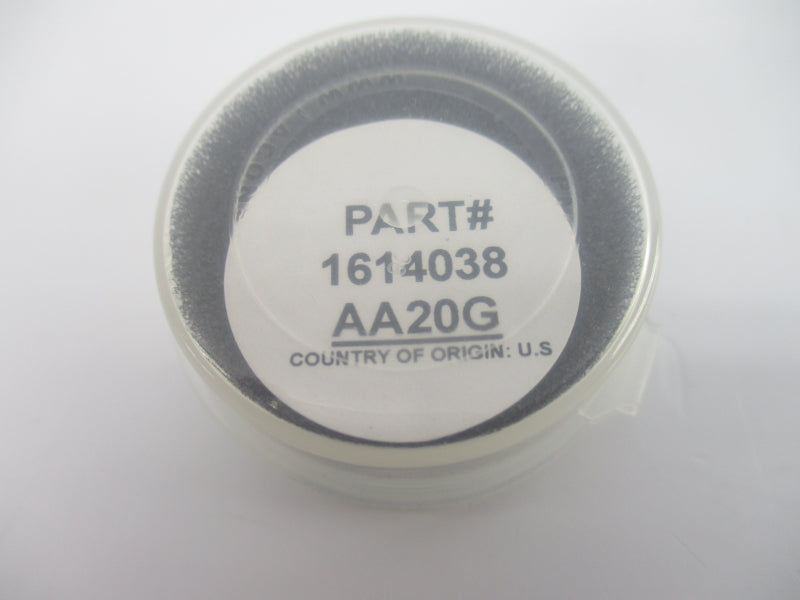 PART#
1614038
AA20G
COUNTRY OF ORIGIN: U.S